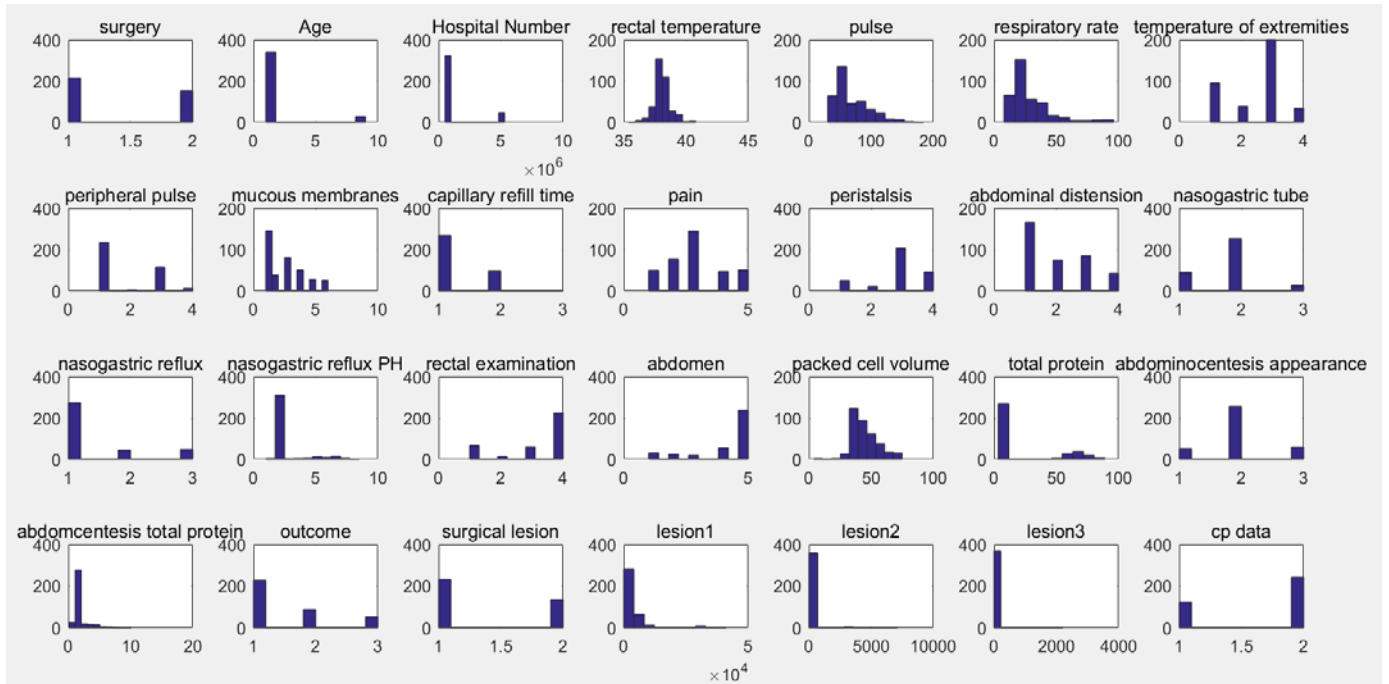 surgery Age Hospital Number rectal temperature pulse respiratory rate temperature of extremities
400 400 400 200 200 200 200
200 200 200 100 100 100 100
0 0 0 0 0 0 0
1 1.5 2 0 5 10 0 5 10 35 40 45 0 100 200 0 50 100 0 2 4
×10^6
peripheral pulse mucous membranes capillary refill time pain peristalsis abdominal distension nasogastric tube
400 200 400 200 400 200 400
200 100 200 100 200 100 200
0 0 0 0 0 0 0
0 2 4 0 5 10 1 2 3 0 5 0 2 4 0 2 4 1 2 3
nasogastric reflux nasogastric reflux PH rectal examination abdomen packed cell volume total protein abdominocentesis appearance
400 400 400 400 200 400 400
200 200 200 200 100 200 200
0 0 0 0 0 0 0
1 2 3 0 5 10 0 2 4 0 5 0 50 100 0 50 100 1 2 3
abdomcentesis total protein outcome surgical lesion lesion1 lesion2 lesion3 cp data
400 400 400 400 400 400 400
200 200 200 200 200 200 200
0 0 0 0 0 0 0
0 10 20 1 2 3 1 1.5 2 0 5 0 5000 10000 0 2000 4000 1 1.5 2
×10^4